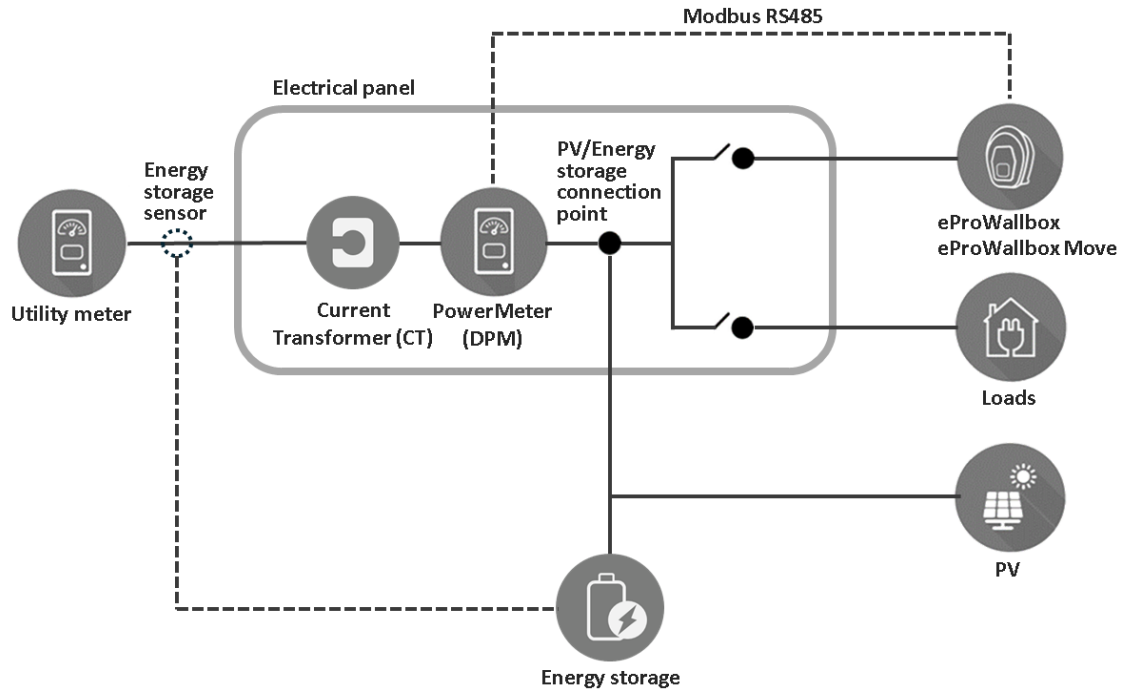 Modbus RS485
Electrical panel
Energy
storage
sensor
PV/Energy
storage
connection
point
Utility meter
Current
Transformer (CT)
PowerMeter
(DPM)
eProWallbox
eProWallbox Move
Loads
PV
Energy storage